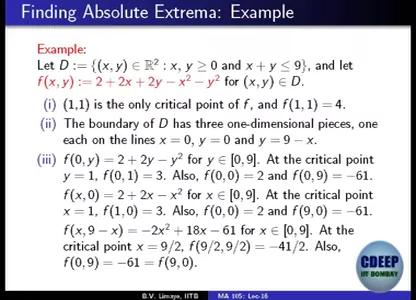 Finding Absolute Extrema: Example
Example:
Let D := {(x, y) ∈ ℝ² : x, y ≥ 0 and x + y ≤ 9}, and let
f(x, y) := 2 + 2x + 2y − x² − y² for (x, y) ∈ D.
(i) (1,1) is the only critical point of f, and f(1, 1) = 4.
(ii) The boundary of D has three one-dimensional pieces, one
each on the lines x = 0, y = 0 and y = 9 − x.
(iii) f(0, y) = 2 + 2y − y² for y ∈ [0, 9]. At the critical point
y = 1, f(0, 1) = 3. Also, f(0, 0) = 2 and f(0, 9) = −61.
f(x, 0) = 2 + 2x − x² for x ∈ [0, 9]. At the critical point
x = 1, f(1, 0) = 3. Also, f(0, 0) = 2 and f(9, 0) = −61.
f(x, 9 − x) = −2x² + 18x − 61 for x ∈ [0, 9]. At the
critical point x = 9/2, f(9/2, 9/2) = −41/2. Also,
f(0, 9) = −61 = f(9, 0).
CDEEP
IIT BOMBAY
B.V. Limaye, IITB MA 105: Lec-16